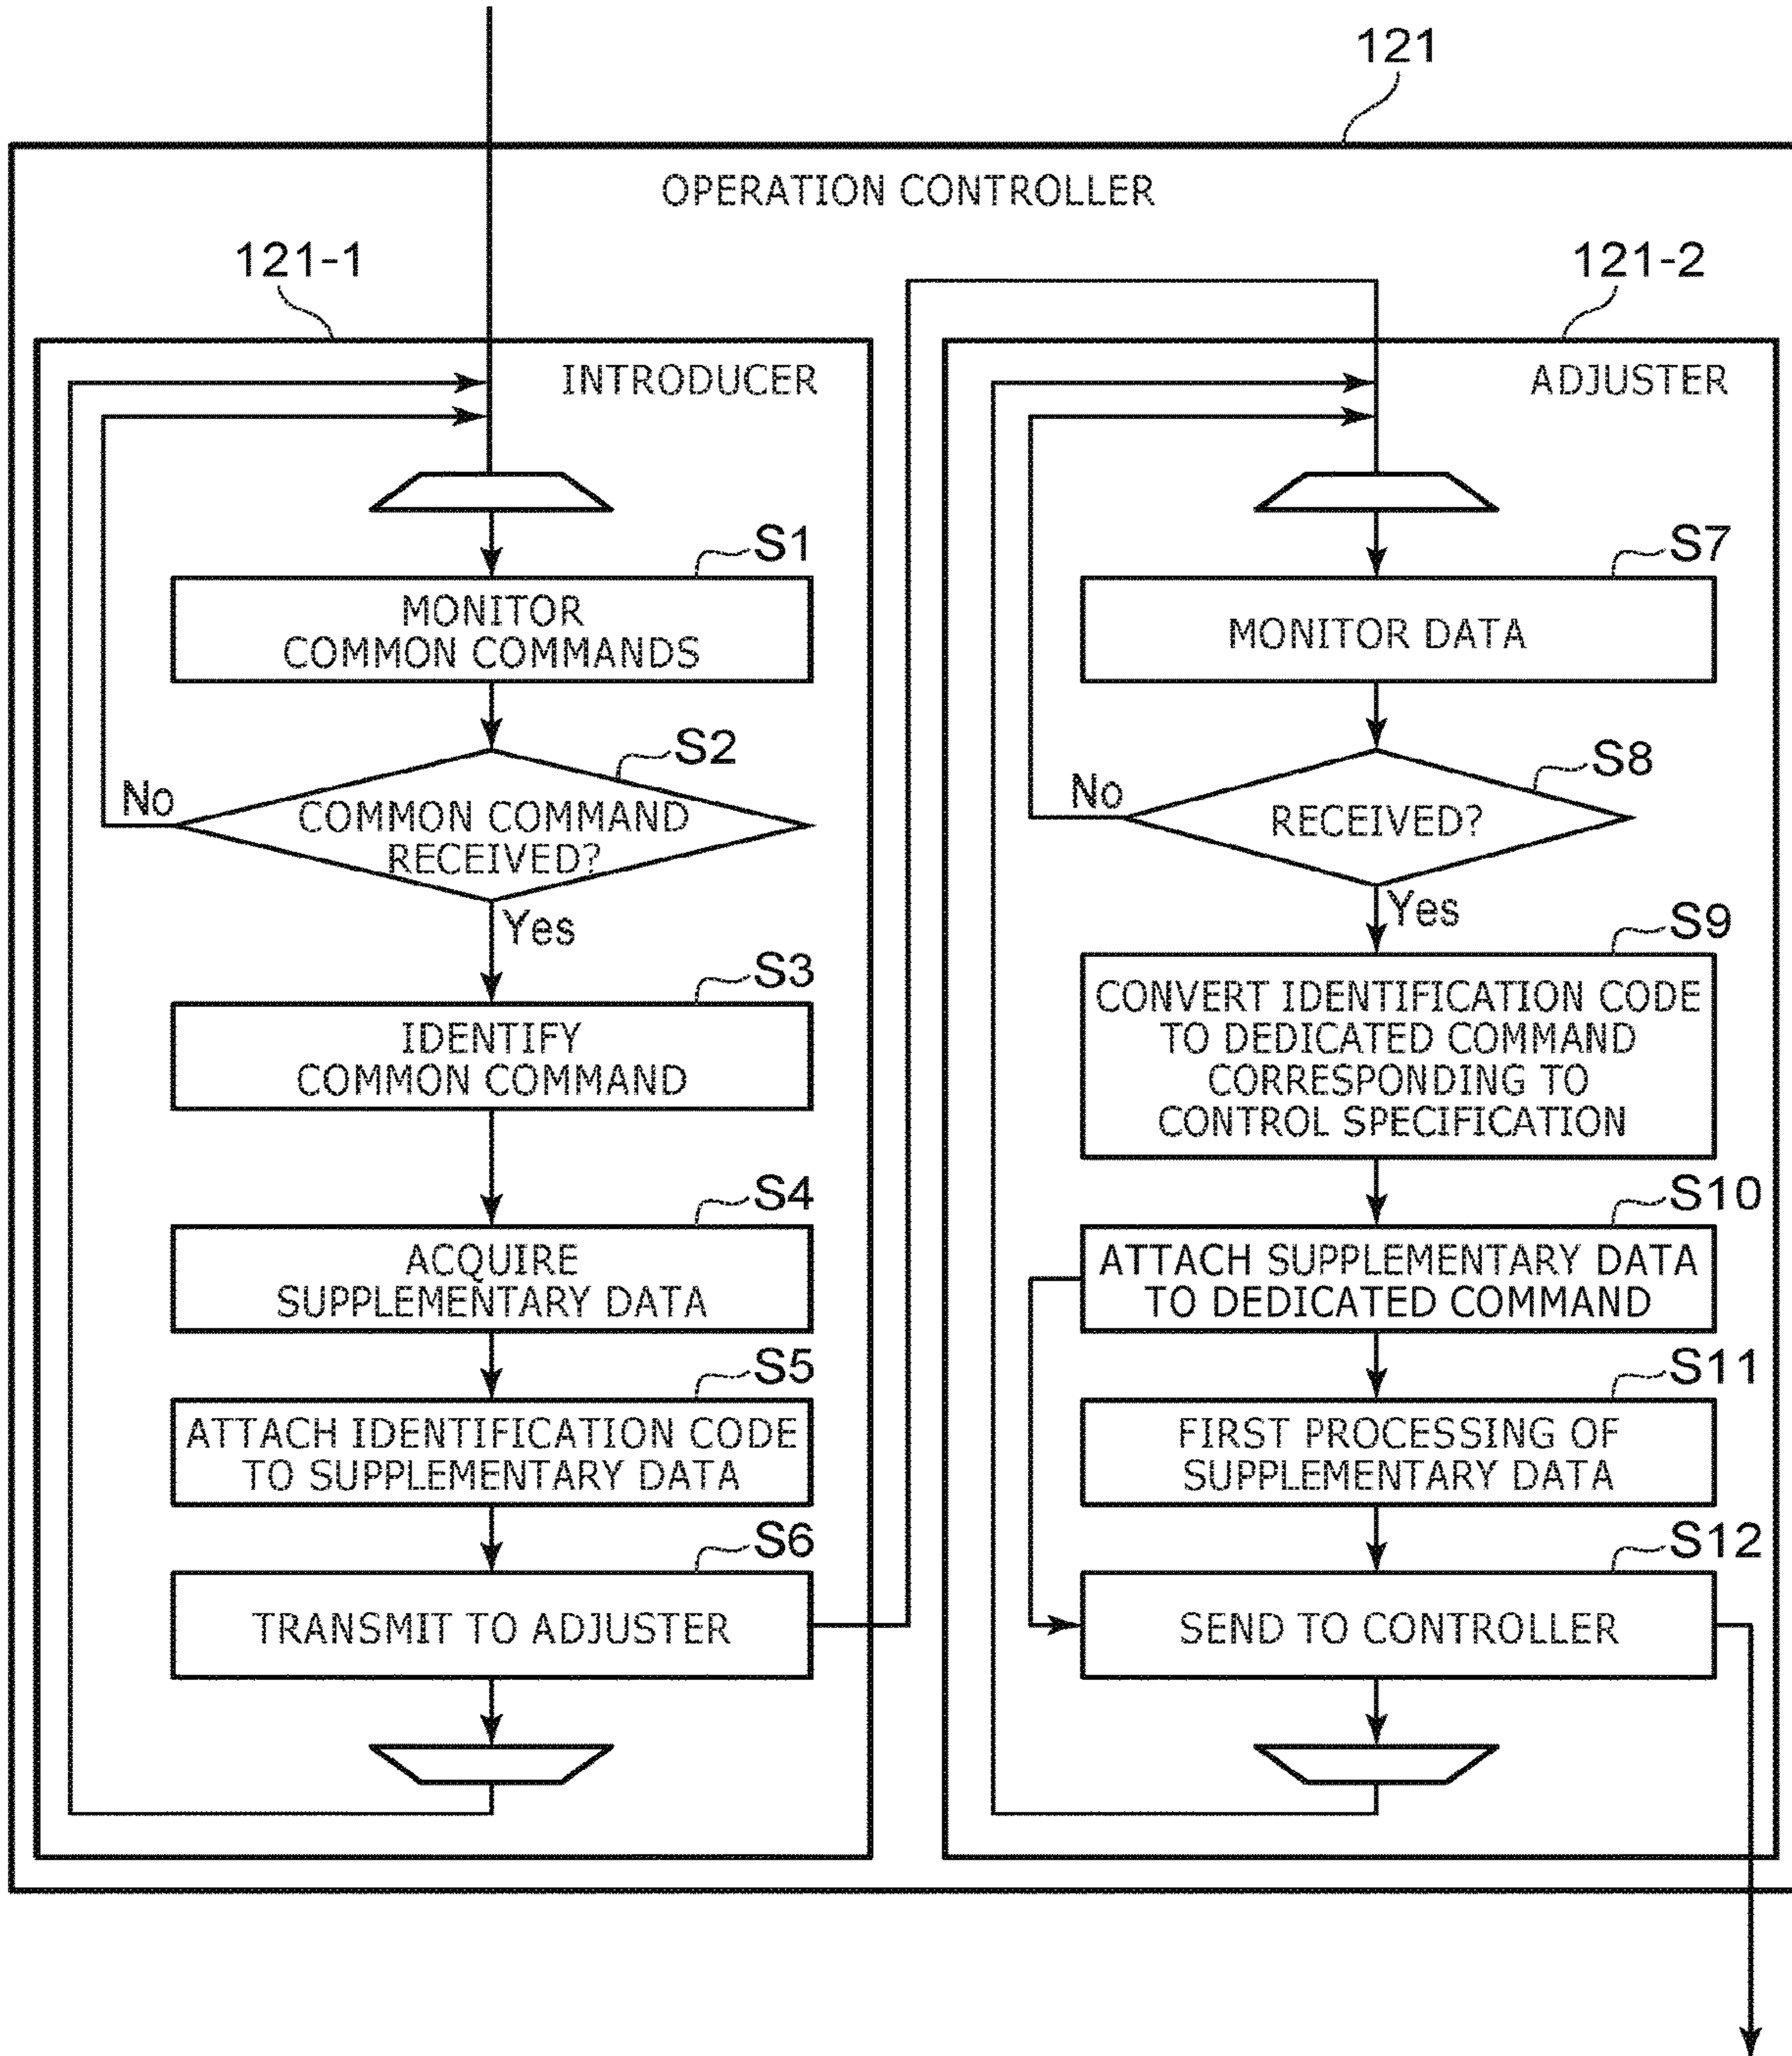 121
OPERATION CONTROLLER
121-1
121-2
INTRODUCER
S1
MONITOR
COMMON COMMANDS
S2
No
COMMON COMMAND
RECEIVED?
Yes
S3
IDENTIFY
COMMON COMMAND
S4
ACQUIRE
SUPPLEMENTARY DATA
S5
ATTACH IDENTIFICATION CODE
TO SUPPLEMENTARY DATA
S6
TRANSMIT TO ADJUSTER
ADJUSTER
S7
MONITOR DATA
S8
No
RECEIVED?
Yes
S9
CONVERT IDENTIFICATION CODE
TO DEDICATED COMMAND
CORRESPONDING TO
CONTROL SPECIFICATION
S10
ATTACH SUPPLEMENTARY DATA
TO DEDICATED COMMAND
S11
FIRST PROCESSING OF
SUPPLEMENTARY DATA
S12
SEND TO CONTROLLER